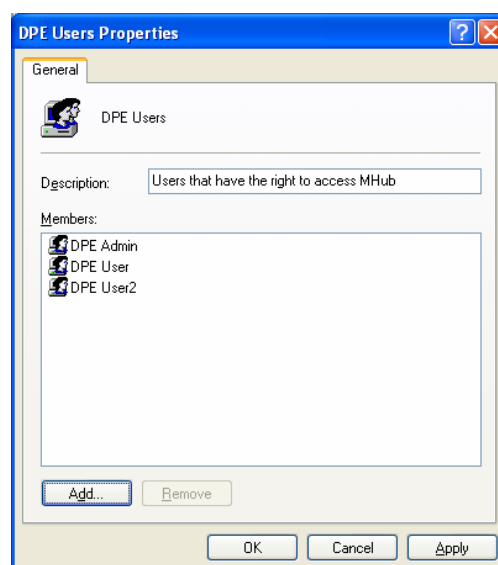 DPE Users Properties
General
DPE Users
Description: Users that have the right to access MHub
Members:
DPE Admin
DPE User
DPE User2
Add... Remove
OK Cancel Apply